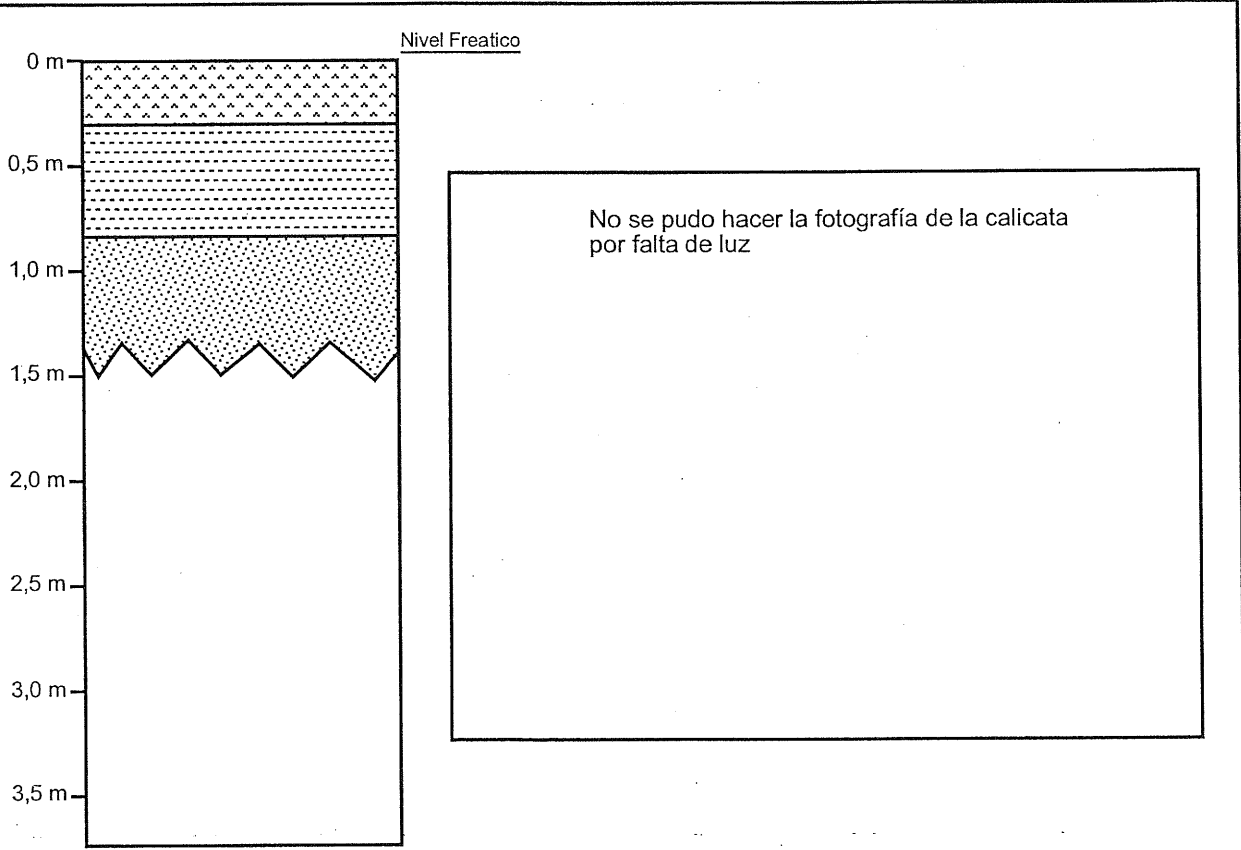 Nivel Freatico
0 m
0,5 m
1,0 m
1,5 m
2,0 m
2,5 m
3,0 m
3,5 m
No se pudo hacer la fotografía de la calicata
por falta de luz